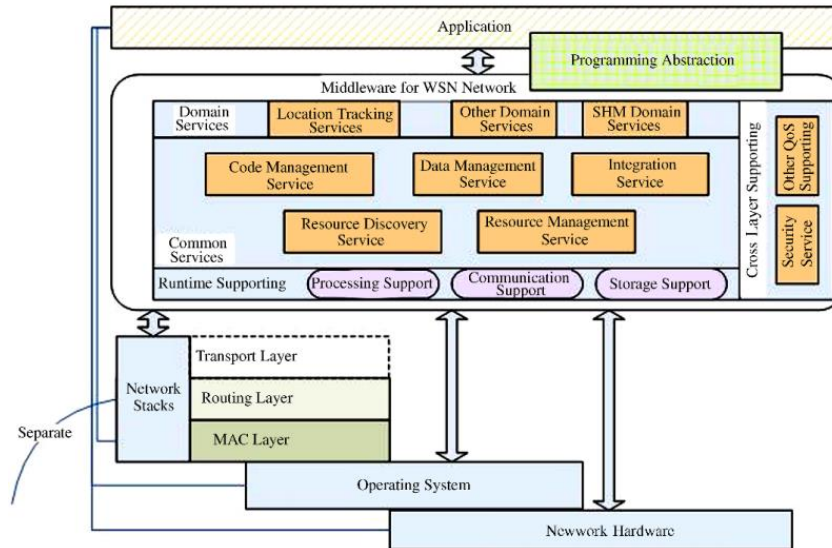 Application
Programming Abstraction
Middleware for WSN Network
Domain
Services
Location Tracking
Services
Other Domain
Services
SHM Domain
Services
Code Management
Service
Data Management
Service
Integration
Service
Resource Discovery
Service
Resource Management
Service
Common
Services
Runtime Supporting
Processing Support
Communication
Support
Storage Support
Cross Layer Supporting
Other QoS
Supporting
Security
Service
Network
Stacks
Transport Layer
Routing Layer
MAC Layer
Separate
Operating System
Newwork Hardware